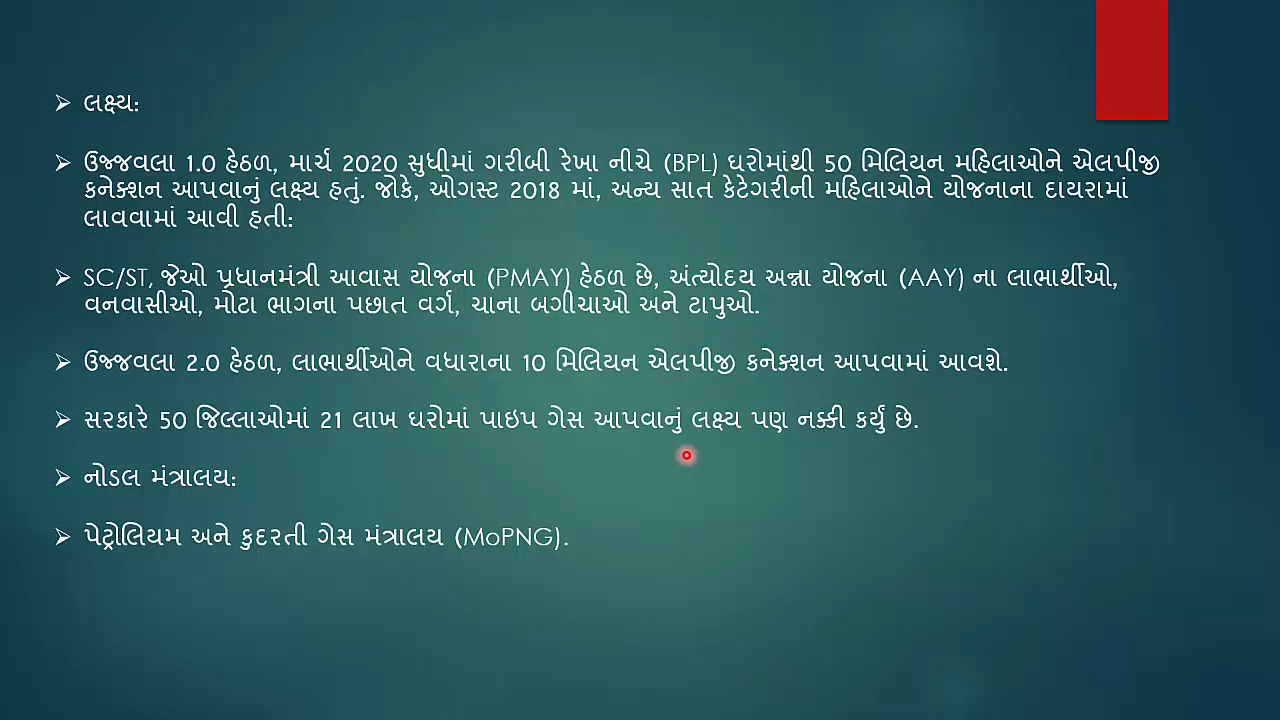 ➢ લક્ષ્ય:
➢ ઉજ્જવલા 1.0 હેઠળ, માર્ચ 2020 સુધીમાં ગરીબી રેખા નીચે (BPL) ઘરોમાંથી 50 મિલિયન મહિલાઓને એલપીજી
કનેક્શન આપવાનું લક્ષ્ય હતું. જોકે, ઓગસ્ટ 2018 માં, અન્ય સાત કેટેગરીની મહિલાઓને યોજનાના દાયરામાં
લાવવામાં આવી હતી:
➢ SC/ST, જેઓ પ્રધાનમંત્રી આવાસ યોજના (PMAY) હેઠળ છે, અંત્યોદય અન્ના યોજના (AAY) ના લાભાર્થીઓ,
વનવાસીઓ, મોટા ભાગના પછાત વર્ગ, ચાના બગીચાઓ અને ટાપુઓ.
➢ ઉજ્જવલા 2.0 હેઠળ, લાભાર્થીઓને વધારાના 10 મિલિયન એલપીજી કનેક્શન આપવામાં આવશે.
➢ સરકારે 50 જિલ્લાઓમાં 21 લાખ ઘરોમાં પાઇપ ગેસ આપવાનું લક્ષ્ય પણ નક્કી કર્યું છે.
➢ નોડલ મંત્રાલય:
➢ પેટ્રોલિયમ અને કુદરતી ગેસ મંત્રાલય (MoPNG).